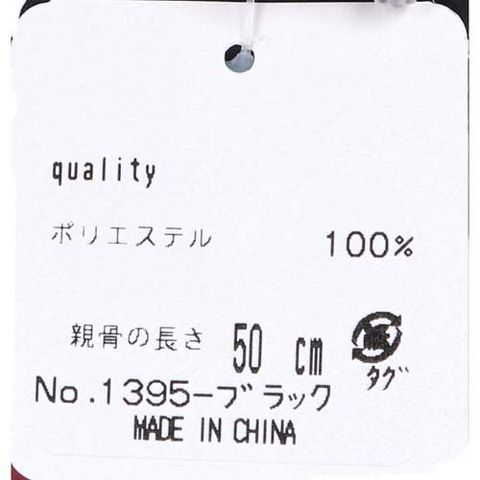 quality
ポリエステル 100%
親骨の長さ 50 cm
紙
タグ
No.1395-ブラック
MADE IN CHINA